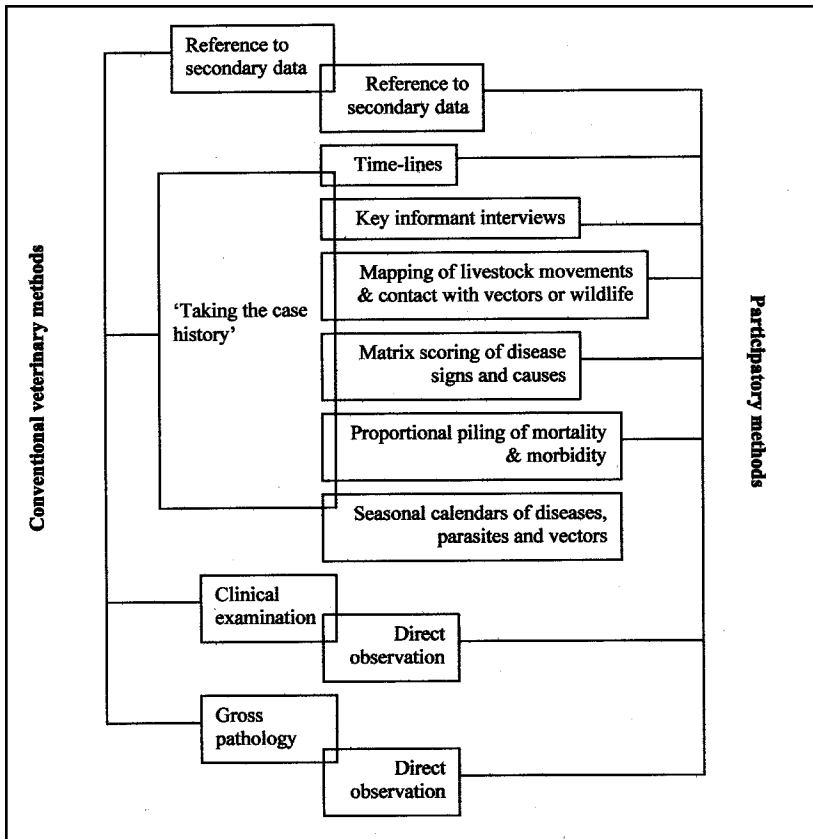 Reference to
secondary data
Reference to
secondary data
Time-lines
Key informant interviews
Mapping of livestock movements
& contact with vectors or wildlife
'Taking the case
history'
Matrix scoring of disease
signs and causes
Proportional piling of mortality
& morbidity
Seasonal calendars of diseases,
parasites and vectors
Clinical
examination
Direct
observation
Gross
pathology
Direct
observation
Conventional veterinary methods
Participatory methods